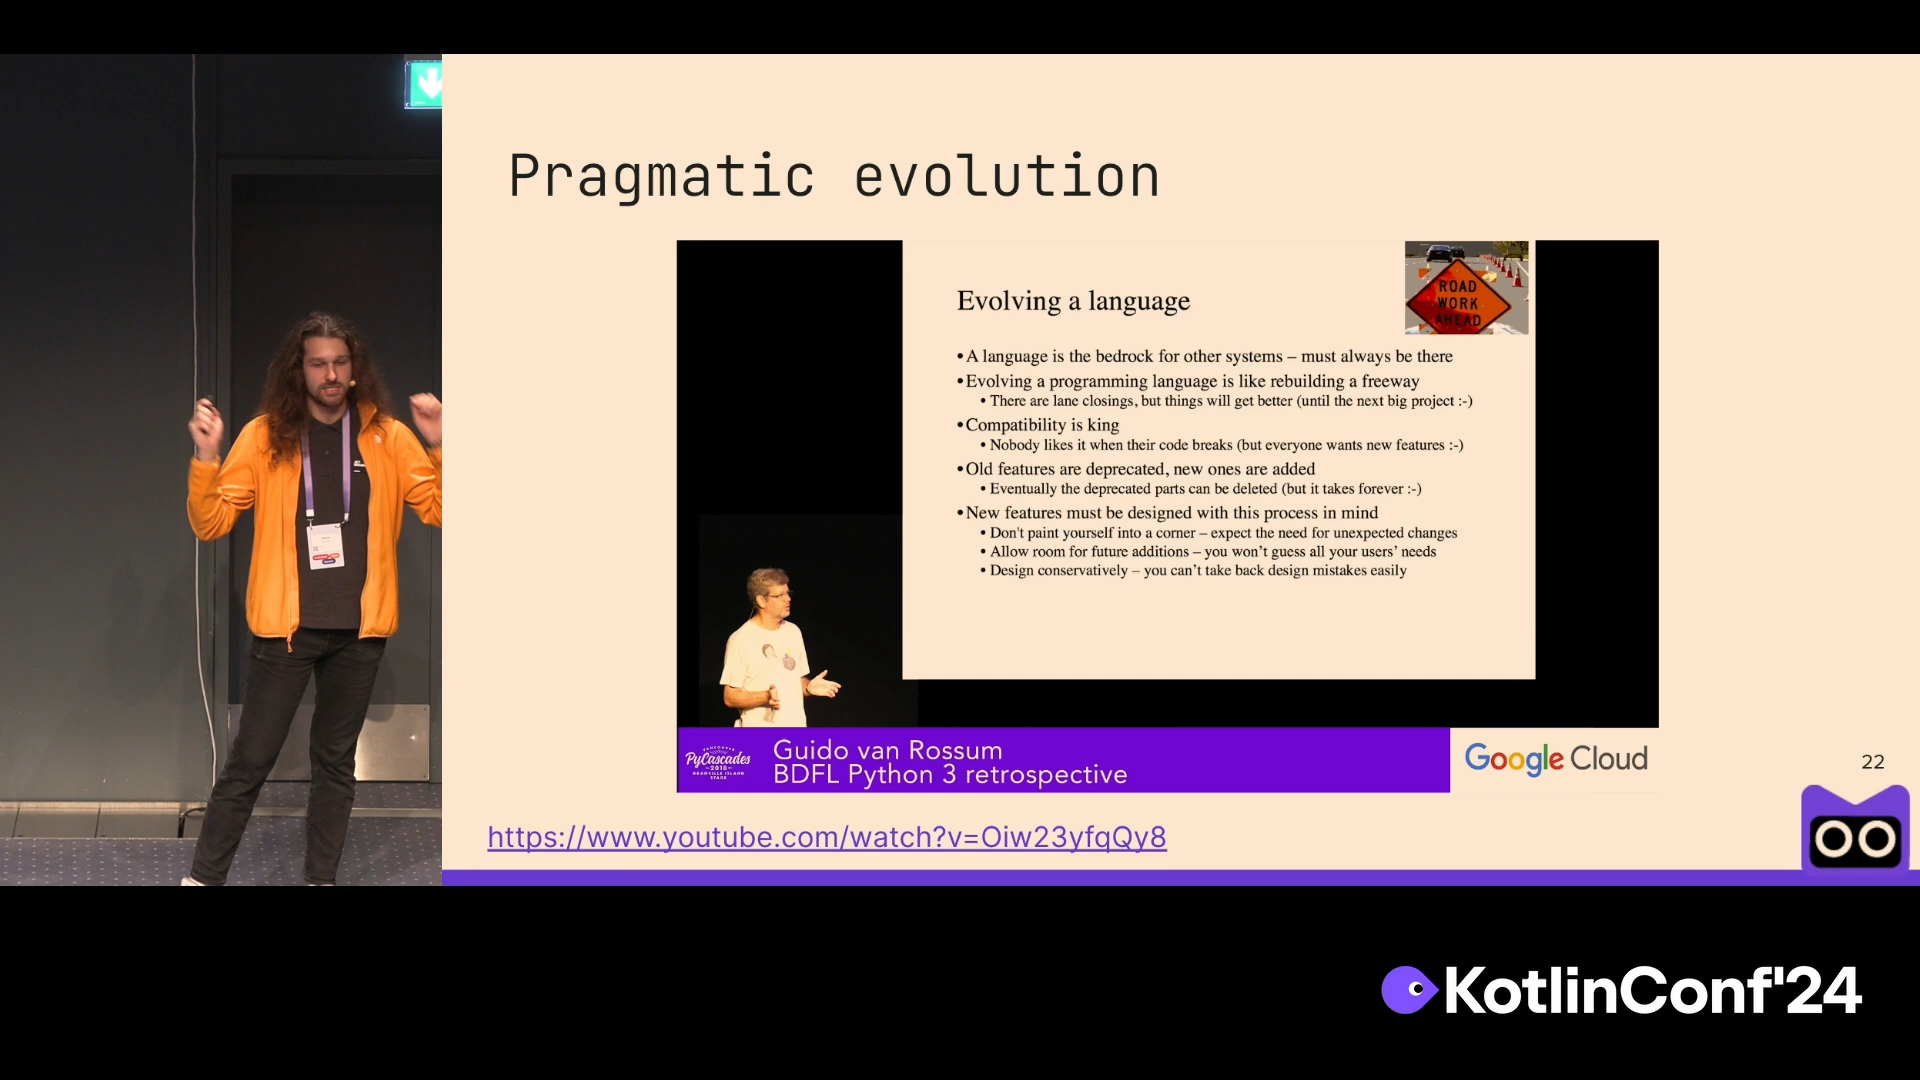 Pragmatic evolution
Evolving a language
ROAD
WORK
AHEAD
•A language is the bedrock for other systems – must always be there
•Evolving a programming language is like rebuilding a freeway
•There are lane closings, but things will get better (until the next big project :-)
•Compatibility is king
•Nobody likes it when their code breaks (but everyone wants new features :-)
•Old features are deprecated, new ones are added
•Eventually the deprecated parts can be deleted (but it takes forever :-)
•New features must be designed with this process in mind
•Don't paint yourself into a corner – expect the need for unexpected changes
•Allow room for future additions – you won’t guess all your users’ needs
•Design conservatively – you can’t take back design mistakes easily
VANCOUVER
PyCascades
2018
GRANVILLE ISLAND
STAGE
Guido van Rossum
BDFL Python 3 retrospective
Google Cloud
22
https://www.youtube.com/watch?v=Oiw23yfqQy8
KotlinConf'24